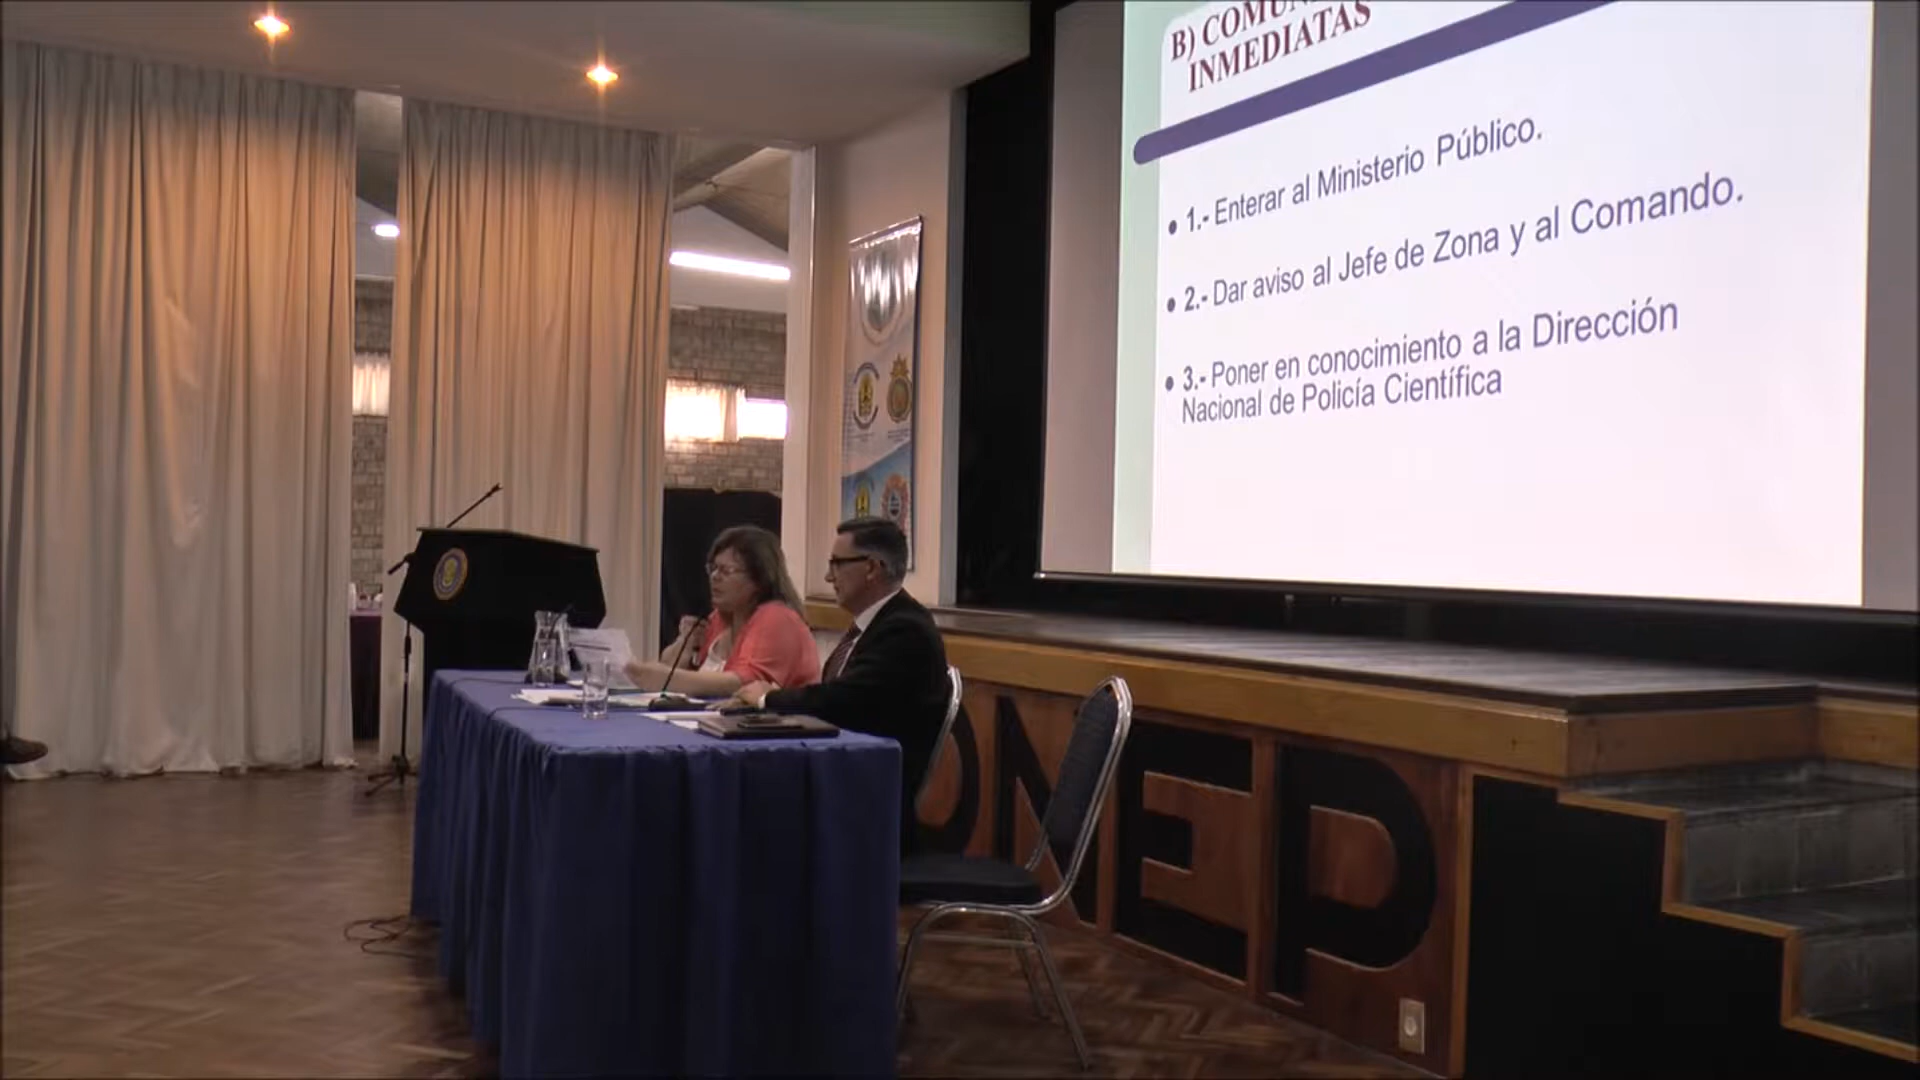 B)
INMEDIATAS
• 1.- Enterar al Ministerio Público.
• 2.- Dar aviso al Jefe de Zona y al Comando.
• 3.- Poner en conocimiento a la Dirección
Nacional de Policía Científica
ONEP